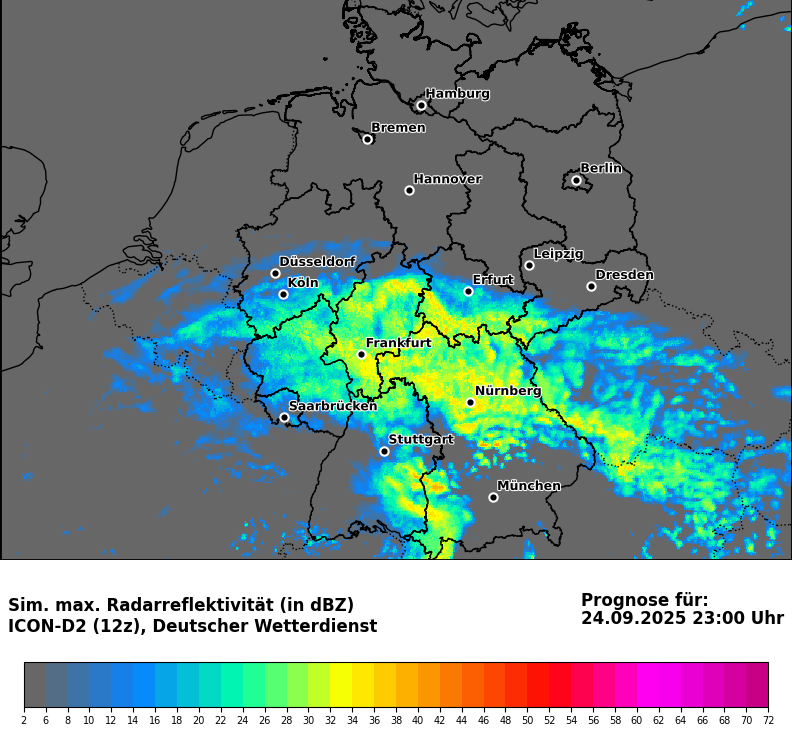 Hamburg
Bremen
Berlin
Hannover
Leipzig
Düsseldorf
Dresden
Köln
Erfurt
Frankfurt
Nürnberg
Saarbrücken
Stuttgart
München
Sim. max. Radarreflektivität (in dBZ)
ICON-D2 (12z), Deutscher Wetterdienst
Prognose für:
24.09.2025 23:00 Uhr
2 6 8 10 12 14 16 18 20 22 24 26 28 30 32 34 36 38 40 42 44 46 48 50 52 54 56 58 60 62 64 66 68 70 72